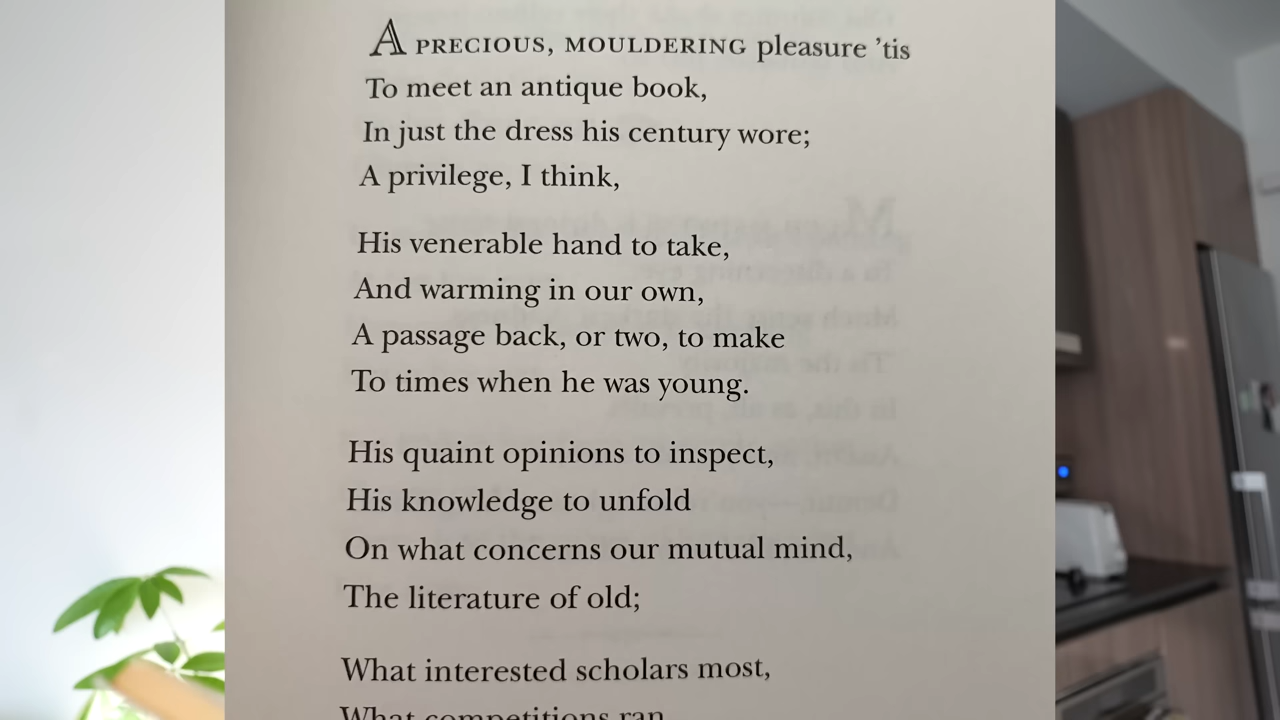 A PRECIOUS, MOULDERING pleasure ’tis
To meet an antique book,
In just the dress his century wore;
A privilege, I think,
His venerable hand to take,
And warming in our own,
A passage back, or two, to make
To times when he was young.
His quaint opinions to inspect,
His knowledge to unfold
On what concerns our mutual mind,
The literature of old;
What interested scholars most,
What competitions ran